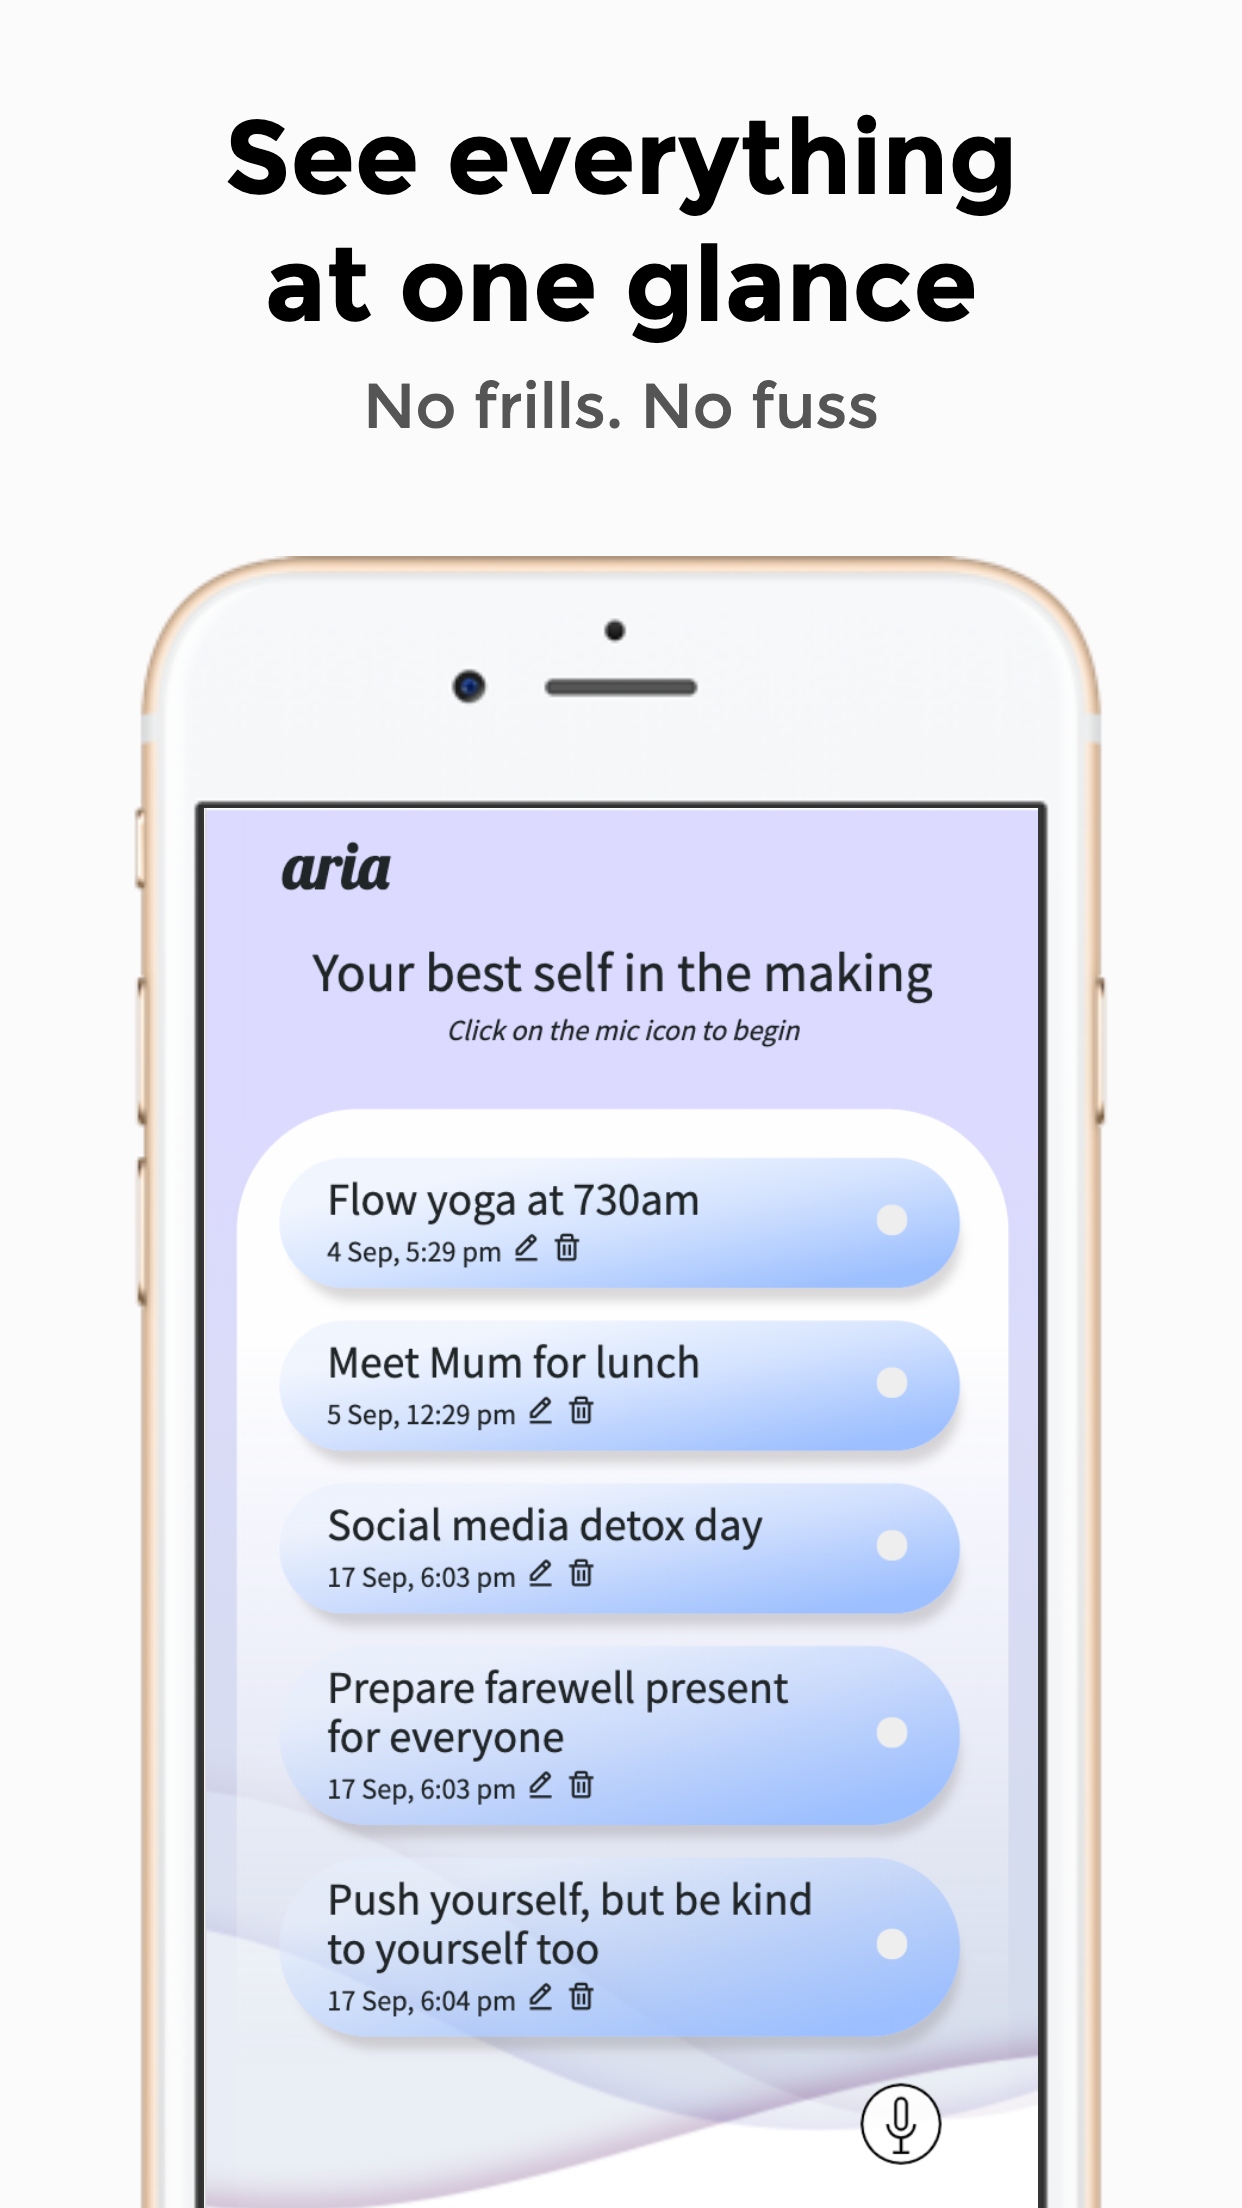 See everything
at one glance
No frills. No fuss
aria
Your best self in the making
Click on the mic icon to begin
Flow yoga at 730am
4 Sep, 5:29 pm
Meet Mum for lunch
5 Sep, 12:29 pm
Social media detox day
17 Sep, 6:03 pm
Prepare farewell present
for everyone
17 Sep, 6:03 pm
Push yourself, but be kind
to yourself too
17 Sep, 6:04 pm